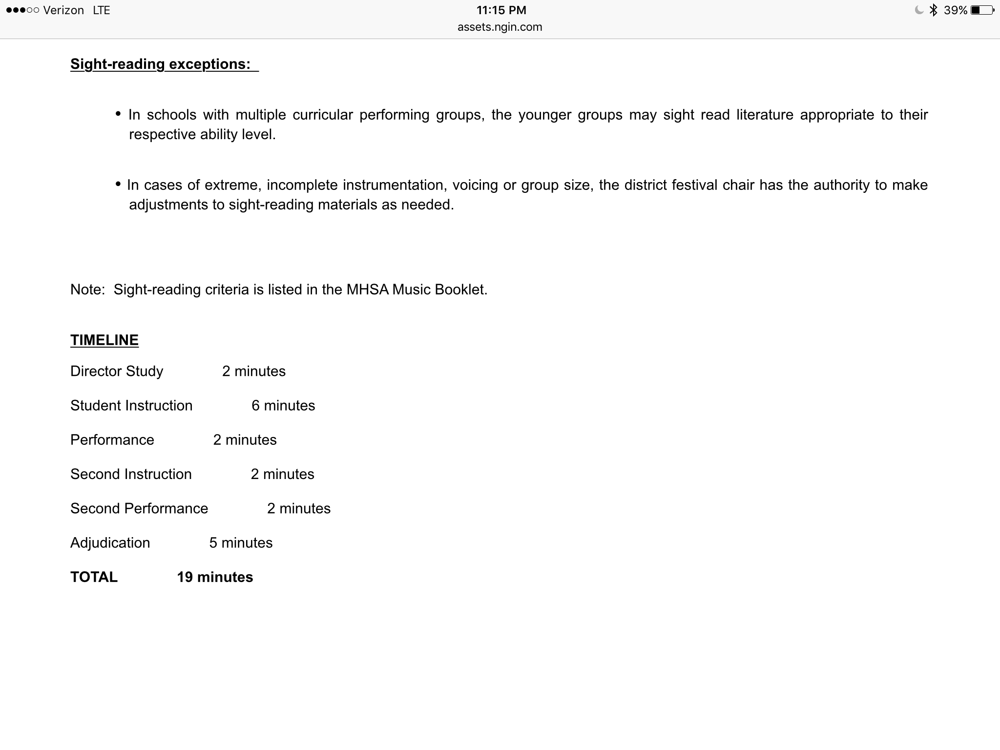 Verizon LTE 11:15 PM 39%
assets.ngin.com
Sight-reading exceptions:
• In schools with multiple curricular performing groups, the younger groups may sight read literature appropriate to their
respective ability level.
• In cases of extreme, incomplete instrumentation, voicing or group size, the district festival chair has the authority to make
adjustments to sight-reading materials as needed.
Note: Sight-reading criteria is listed in the MHSA Music Booklet.
TIMELINE
Director Study 2 minutes
Student Instruction 6 minutes
Performance 2 minutes
Second Instruction 2 minutes
Second Performance 2 minutes
Adjudication 5 minutes
TOTAL 19 minutes